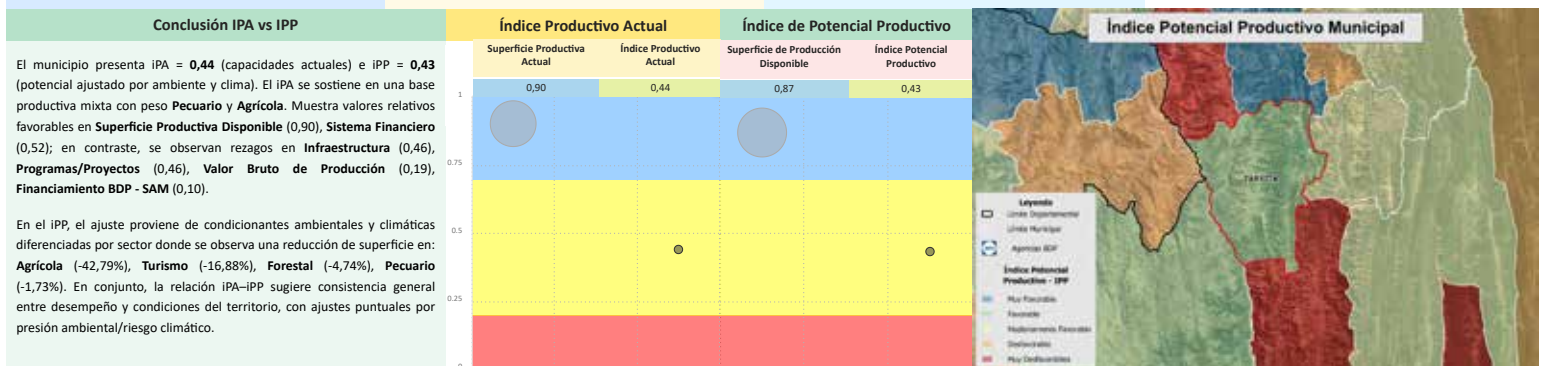 Conclusión IPA vs IPP
El municipio presenta iPA = 0,44 (capacidades actuales) e iPP = 0,43
(potencial ajustado por ambiente y clima). El iPA se sostiene en una base
productiva mixta con peso Pecuario y Agrícola. Muestra valores relativos
favorables en Superficie Productiva Disponible (0,90), Sistema Financiero
(0,52); en contraste, se observan rezagos en Infraestructura (0,46),
Programas/Proyectos (0,46), Valor Bruto de Producción (0,19),
Financiamiento BDP - SAM (0,10).
En el iPP, el ajuste proviene de condicionantes ambientales y climáticas
diferenciadas por sector donde se observa una reducción de superficie en:
Agrícola (-42,79%), Turismo (-16,88%), Forestal (-4,74%), Pecuario
(-1,73%). En conjunto, la relación iPA–iPP sugiere consistencia general
entre desempeño y condiciones del territorio, con ajustes puntuales por
presión ambiental/riesgo climático.
Índice Productivo Actual
Índice de Potencial Productivo
Superficie Productiva
Actual
Índice Productivo
Actual
Superficie de Producción
Disponible
Índice Potencial
Productivo
0,90
0,44
0,87
0,43
1
0.75
0.5
0.25
0
Índice Potencial Productivo Municipal
Leyenda
Limite Departamental
Limite Municipal
Agencias BDP
Índice Potencial
Productivo - IPP
Muy Favorable
Favorable
Medianamente Favorable
Desfavorable
Muy Desfavorable